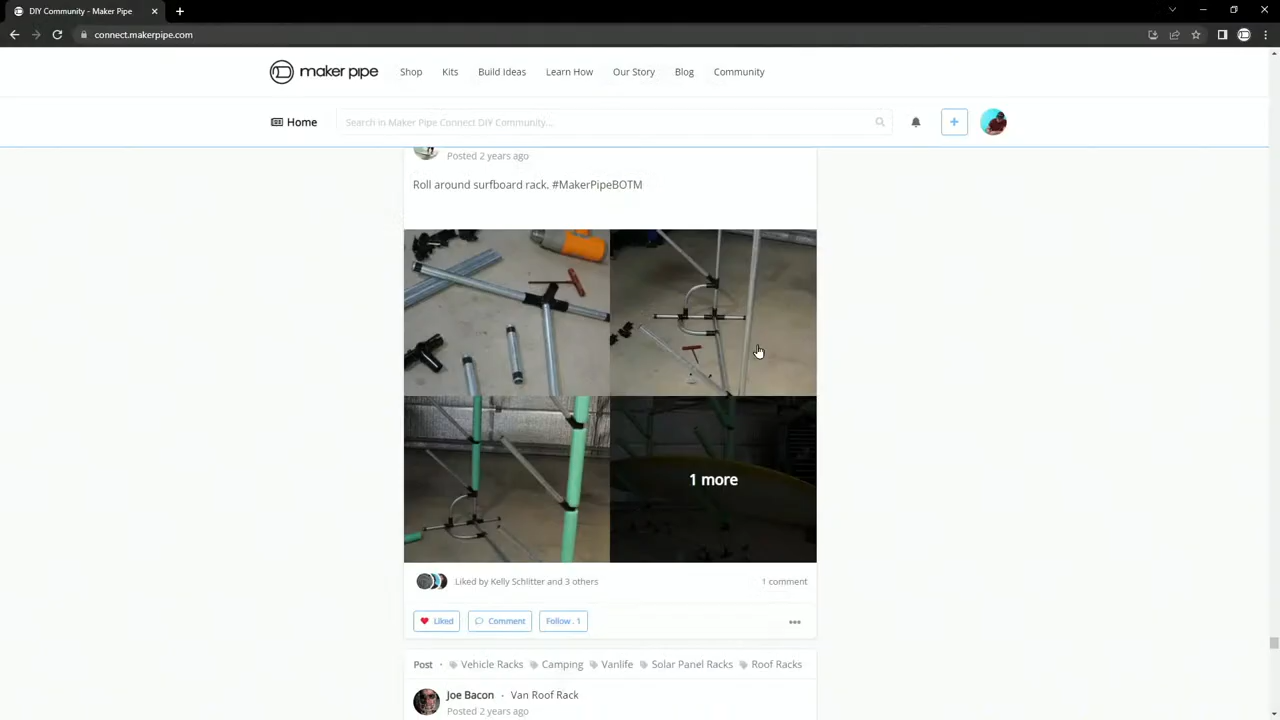 DIY Community - Maker Pipe
connect.makerpipe.com
maker pipe
Shop
Kits
Build Ideas
Learn How
Our Story
Blog
Community
Home
Search in Maker Pipe Connect DIY Community...
Posted 2 years ago
Roll around surfboard rack. #MakerPipeBOTM
1 more
Liked by Kelly Schlitter and 3 others
1 comment
Liked
Comment
Follow . 1
Post · Vehicle Racks Camping Vanlife Solar Panel Racks Roof Racks
Joe Bacon · Van Roof Rack
Posted 2 years ago